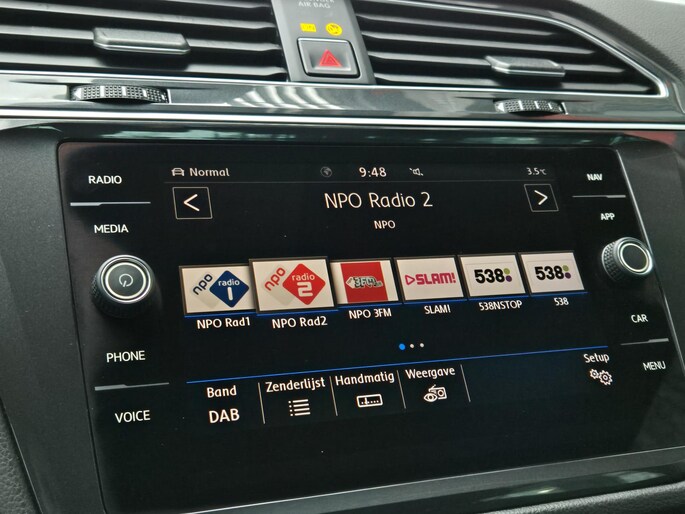 AIR BAG
RADIO
MEDIA
PHONE
VOICE
NAV
APP
CAR
MENU
Normal 9:48 3.5°C
< NPO Radio 2 >
NPO
npo radio 1
npo radio 2
SLAM!
538
538
NPO Rad1 NPO Rad2 NPO 3FM SLAM! 538NSTOP 538
Band Zenderlijst Handmatig Weergave Setup
DAB